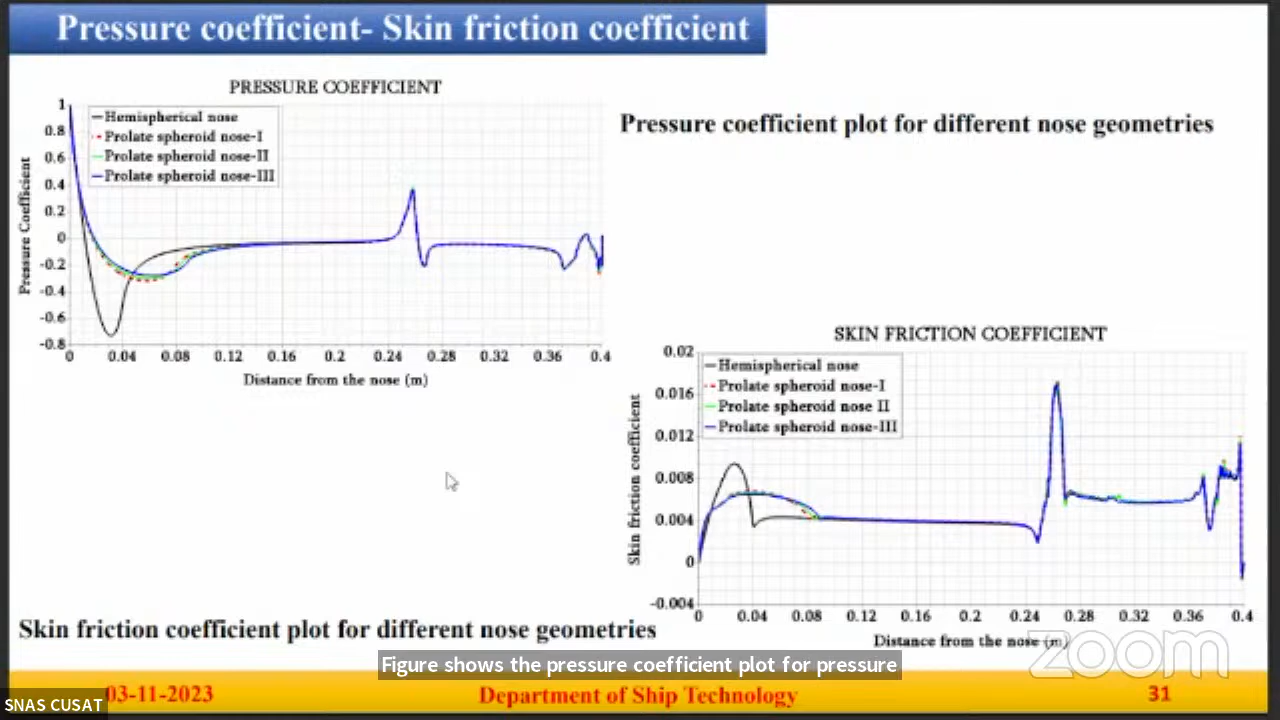 Pressure coefficient- Skin friction coefficient
PRESSURE COEFFICIENT
Hemispherical nose
Prolate spheroid nose-I
Prolate spheroid nose-II
Prolate spheroid nose-III
Pressure Coefficient
1
0.8
0.6
0.4
0.2
0
-0.2
-0.4
-0.6
-0.8
0 0.04 0.08 0.12 0.16 0.2 0.24 0.28 0.32 0.36 0.4
Distance from the nose (m)
Pressure coefficient plot for different nose geometries
SKIN FRICTION COEFFICIENT
Hemispherical nose
Prolate spheroid nose-I
Prolate spheroid nose II
Prolate spheroid nose-III
Skin friction coefficient
0.02
0.016
0.012
0.008
0.004
0
-0.004
0 0.04 0.08 0.12 0.16 0.2 0.24 0.28 0.32 0.36 0.4
Distance from the nose (m)
Skin friction coefficient plot for different nose geometries
zoom
Figure shows the pressure coefficient plot for pressure
03-11-2023
Department of Ship Technology
31
SNAS CUSAT